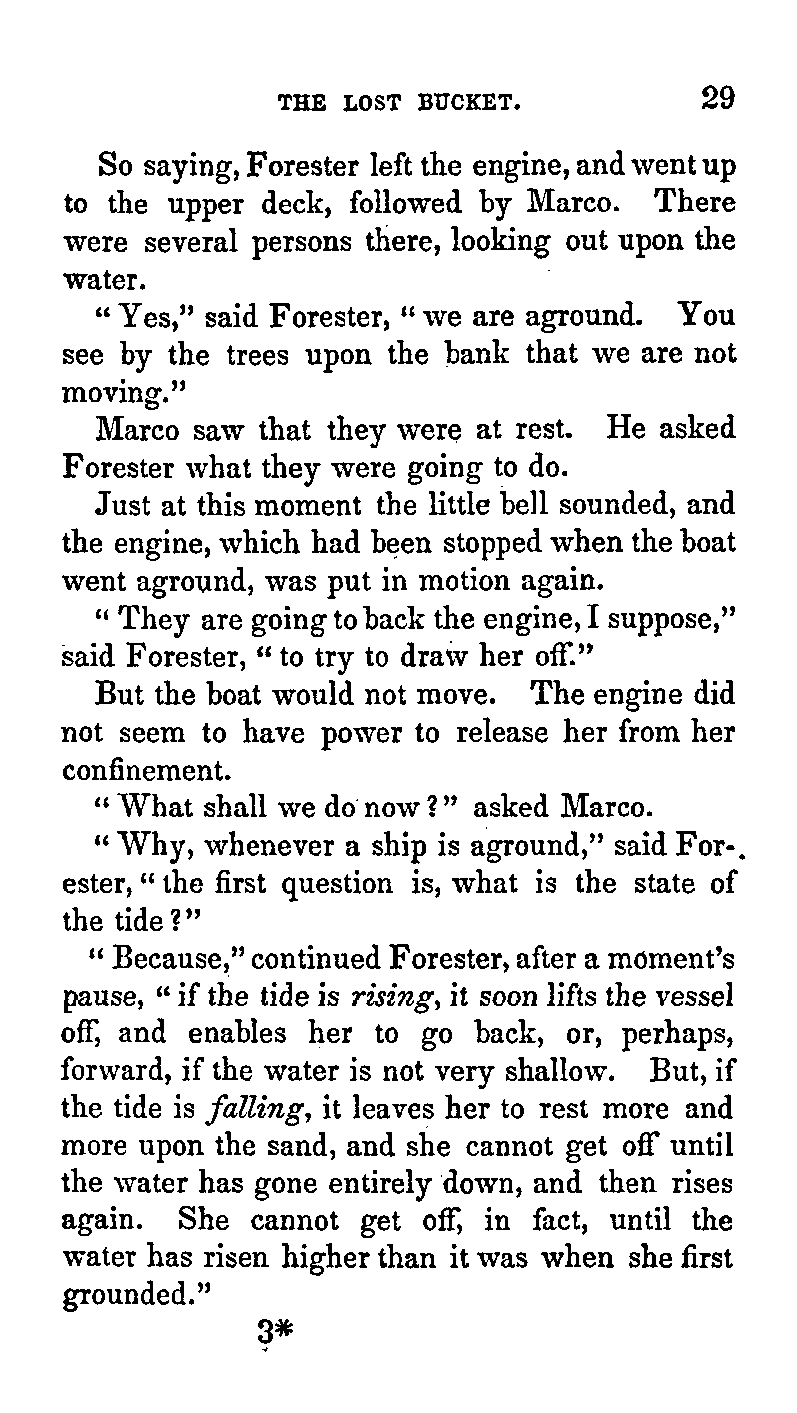 THE LOST BUCKET. 29
So saying, Forester left the engine, and went up
to the upper deck, followed by Marco. There
were several persons there, looking out upon the
water.
“Yes,” said Forester, “we are aground. You
see by the trees upon the bank that we are not
moving.”
Marco saw that they were at rest. He asked
Forester what they were going to do.
Just at this moment the little bell sounded, and
the engine, which had been stopped when the boat
went aground, was put in motion again.
“They are going to back the engine, I suppose,”
said Forester, “to try to draw her off.”
But the boat would not move. The engine did
not seem to have power to release her from her
confinement.
“What shall we do now?” asked Marco.
“Why, whenever a ship is aground,” said For-
ester, “the first question is, what is the state of
the tide?”
“Because,” continued Forester, after a moment’s
pause, “if the tide is rising, it soon lifts the vessel
off, and enables her to go back, or, perhaps,
forward, if the water is not very shallow. But, if
the tide is falling, it leaves her to rest more and
more upon the sand, and she cannot get off until
the water has gone entirely down, and then rises
again. She cannot get off, in fact, until the
water has risen higher than it was when she first
grounded.”
3*